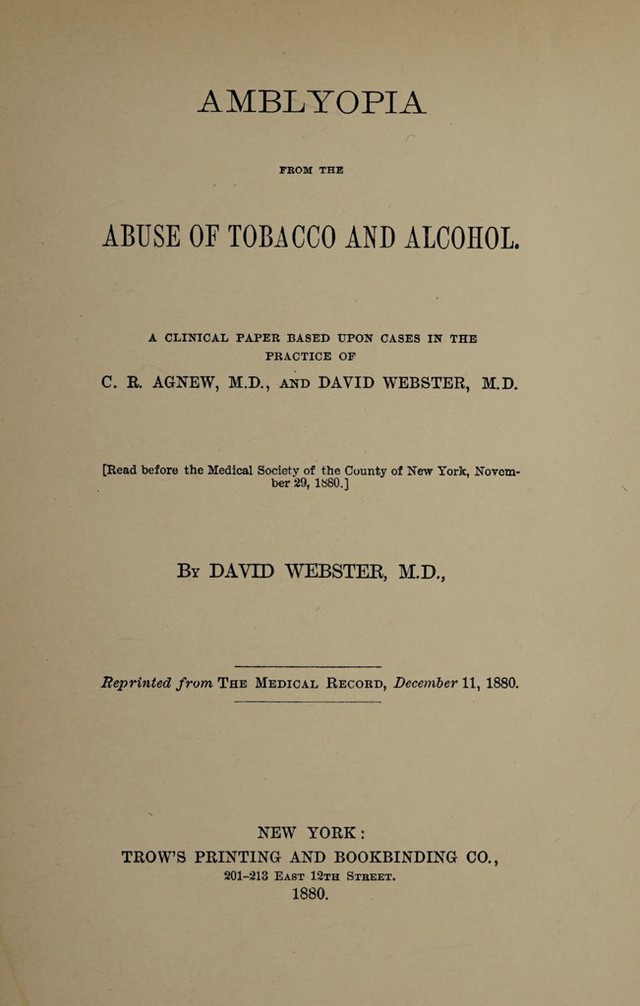 AMBLYOPIA
FROM THE
ABUSE OF TOBACCO AND ALCOHOL.
A CLINICAL PAPER BASED UPON CASES IN THE
PRACTICE OF
C. R. AGNEW, M.D., AND DAVID WEBSTER, M.D.
[Read before the Medical Society of the County of New York, Novem-
ber 29, 1880.]
By DAVID WEBSTER, M.D.,
Reprinted from The Medical Record, December 11, 1880.
NEW YORK:
TROW'S PRINTING AND BOOKBINDING CO.,
201-213 East 12th Street.
1880.